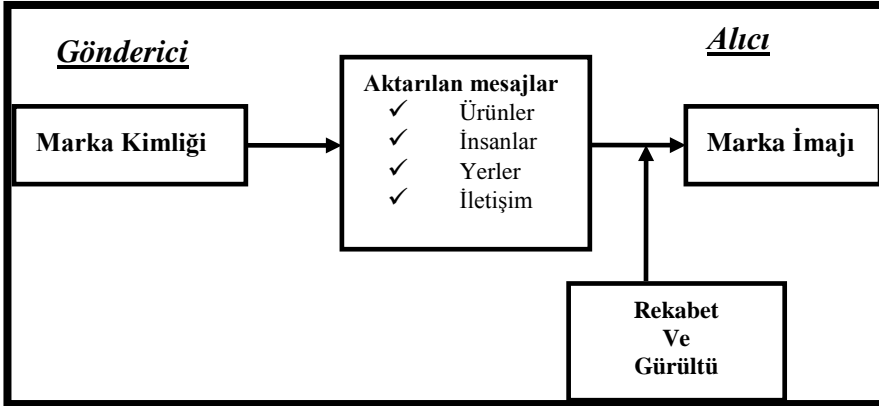 Gönderici
Alıcı
Marka Kimliği
Aktarılan mesajlar
✓ Ürünler
✓ İnsanlar
✓ Yerler
✓ İletişim
Marka İmajı
Rekabet
Ve
Gürültü